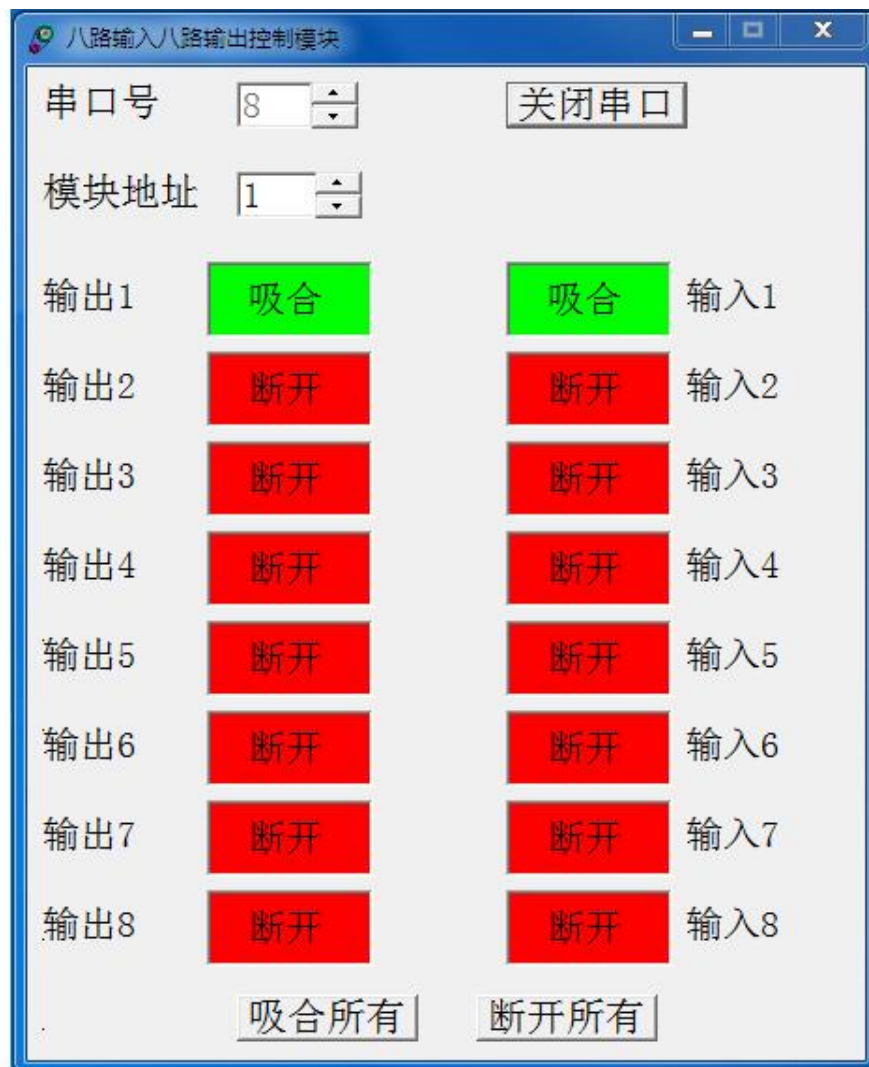 八路输入八路输出控制模块
串口号 8 关闭串口
模块地址 1
输出1 吸合 吸合 输入1
输出2 断开 断开 输入2
输出3 断开 断开 输入3
输出4 断开 断开 输入4
输出5 断开 断开 输入5
输出6 断开 断开 输入6
输出7 断开 断开 输入7
输出8 断开 断开 输入8
吸合所有 断开所有